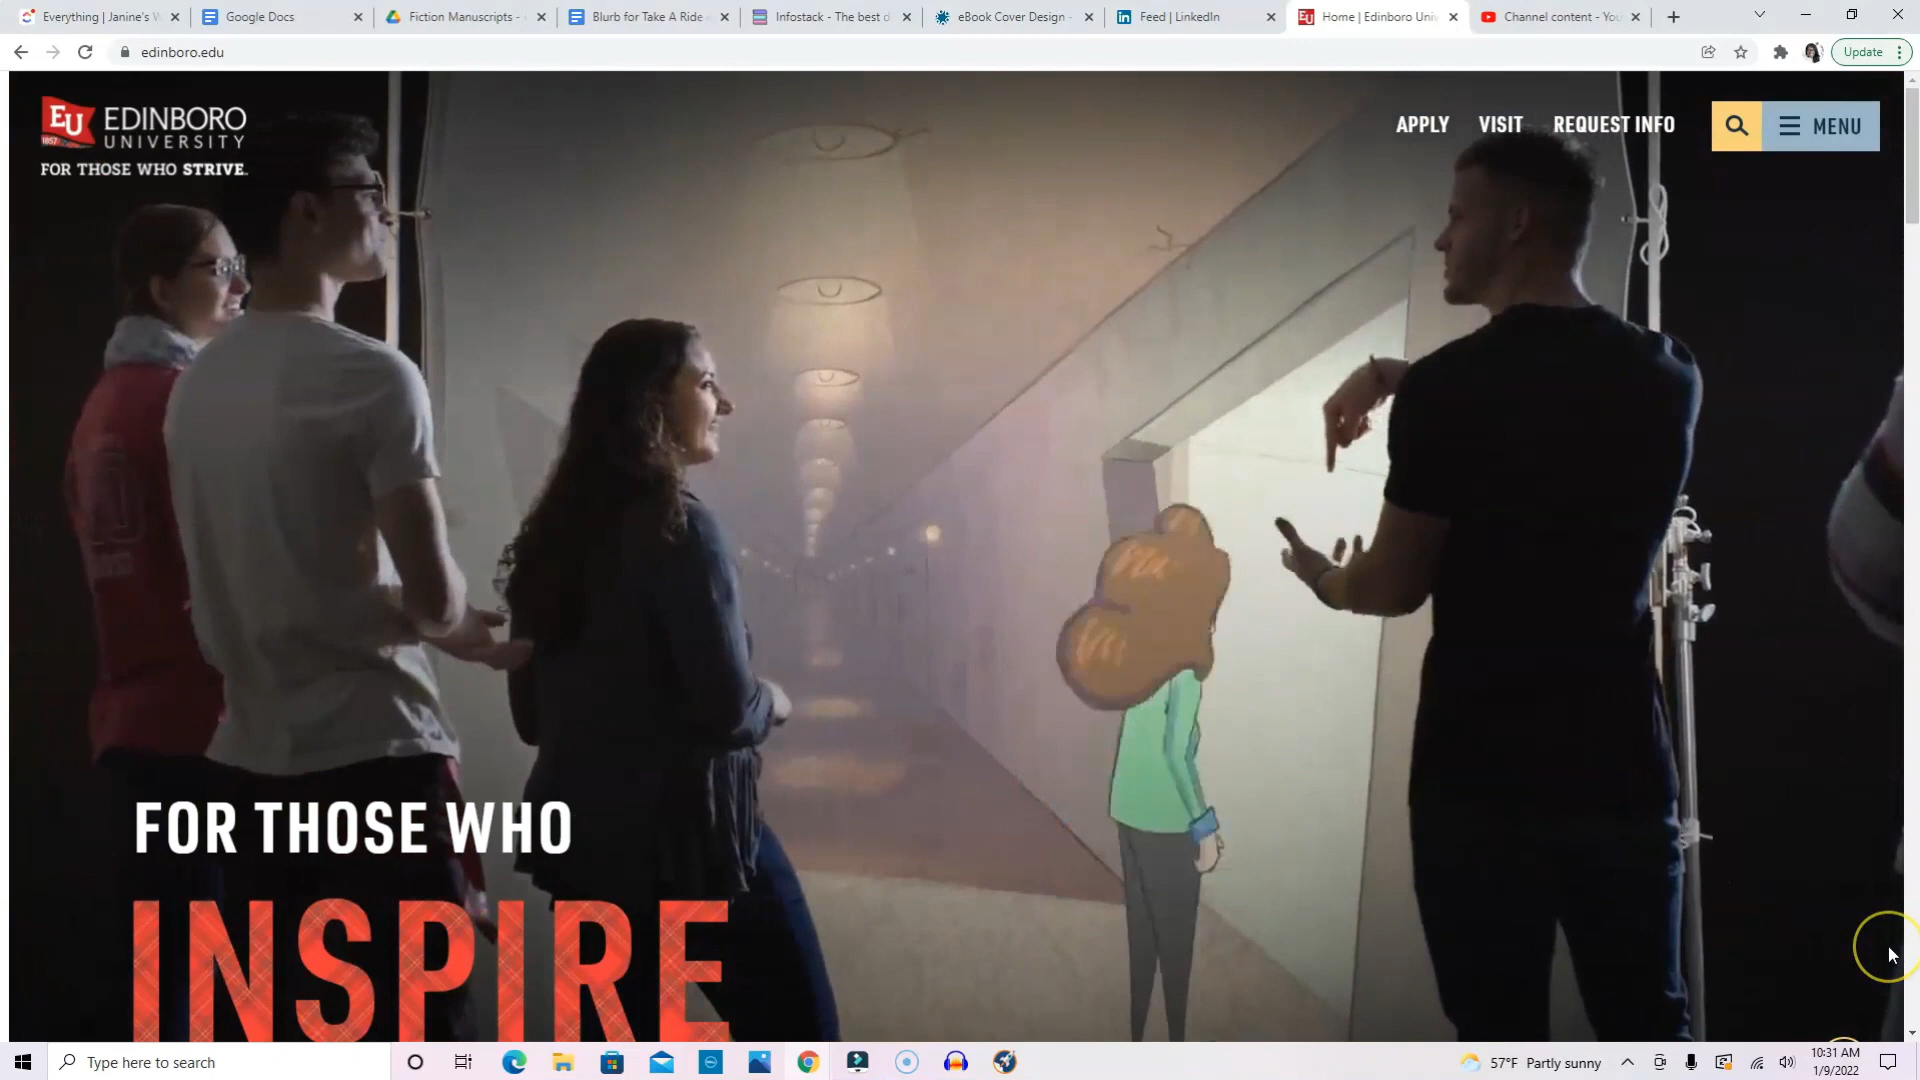 Everything | Janine's W
Google Docs
Fiction Manuscripts -
Blurb for Take A Ride
Infostack - The best d
eBook Cover Design -
Feed | LinkedIn
Home | Edinboro Univ
Channel content - You
edinboro.edu
Update
EU
1857
EDINBORO
UNIVERSITY
FOR THOSE WHO STRIVE.
APPLY
VISIT
REQUEST INFO
MENU
FOR THOSE WHO
INSPIRE
Type here to search
57°F Partly sunny
10:31 AM
1/9/2022